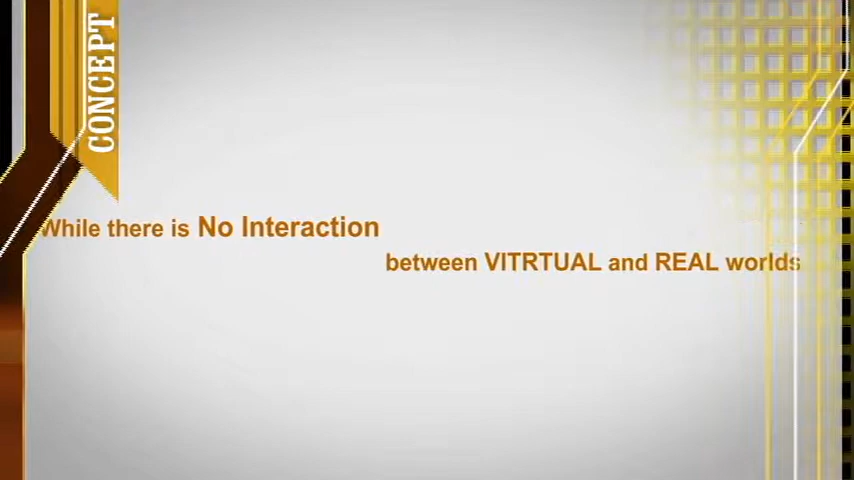 CONCEPT
While there is No Interaction
between VITRTUAL and REAL worlds